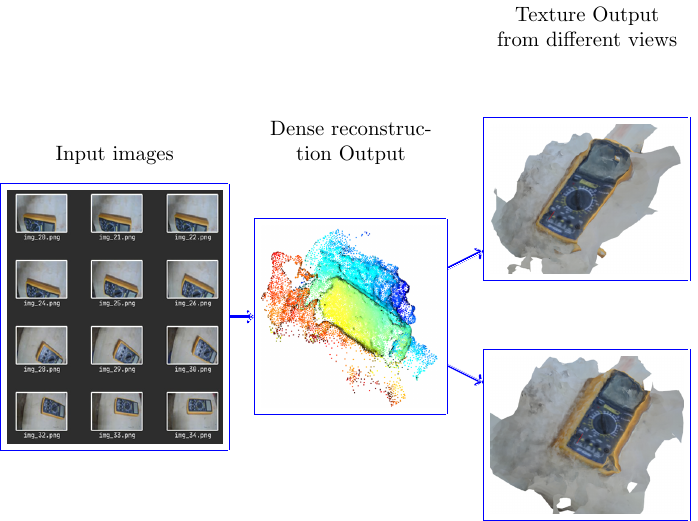 Texture Output
from different views
Dense reconstruc-
tion Output
Input images
img_20.png img_21.png img_22.png
img_24.png img_25.png img_26.png
img_28.png img_29.png img_30.png
img_32.png img_33.png img_34.png